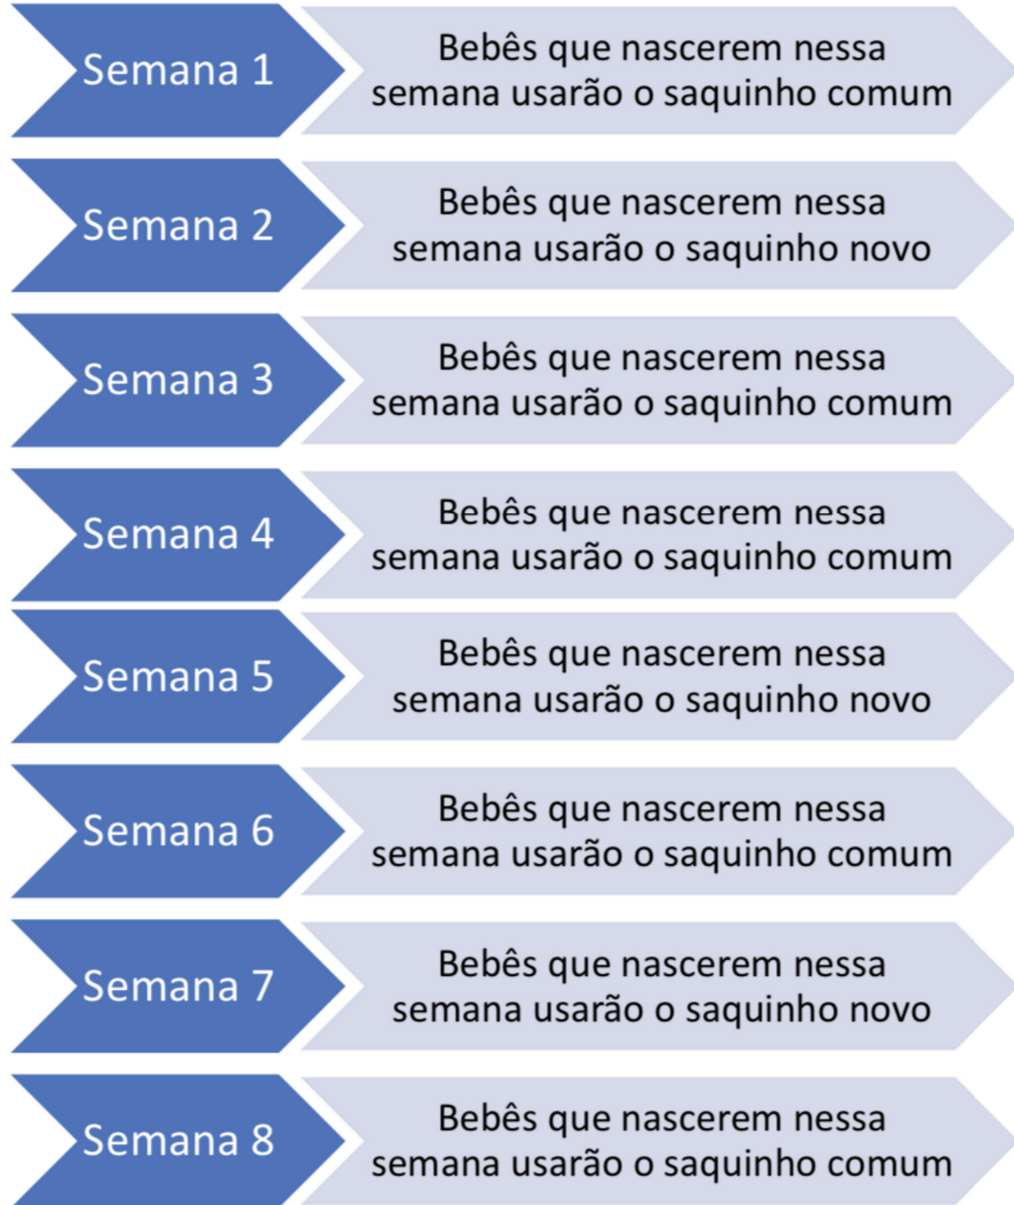 Semana 1
Bebês que nascerem nessa
semana usarão o saquinho comum
Semana 2
Bebês que nascerem nessa
semana usarão o saquinho novo
Semana 3
Bebês que nascerem nessa
semana usarão o saquinho comum
Semana 4
Bebês que nascerem nessa
semana usarão o saquinho comum
Semana 5
Bebês que nascerem nessa
semana usarão o saquinho novo
Semana 6
Bebês que nascerem nessa
semana usarão o saquinho comum
Semana 7
Bebês que nascerem nessa
semana usarão o saquinho novo
Semana 8
Bebês que nascerem nessa
semana usarão o saquinho comum